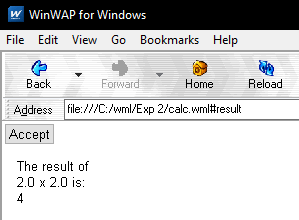 WinWAP for Windows
File Edit View Go Bookmarks Help
Back Forward Home Reload
Address file:///C:/wml/Exp 2/calc.wml#result
Accept
The result of
2.0 x 2.0 is:
4